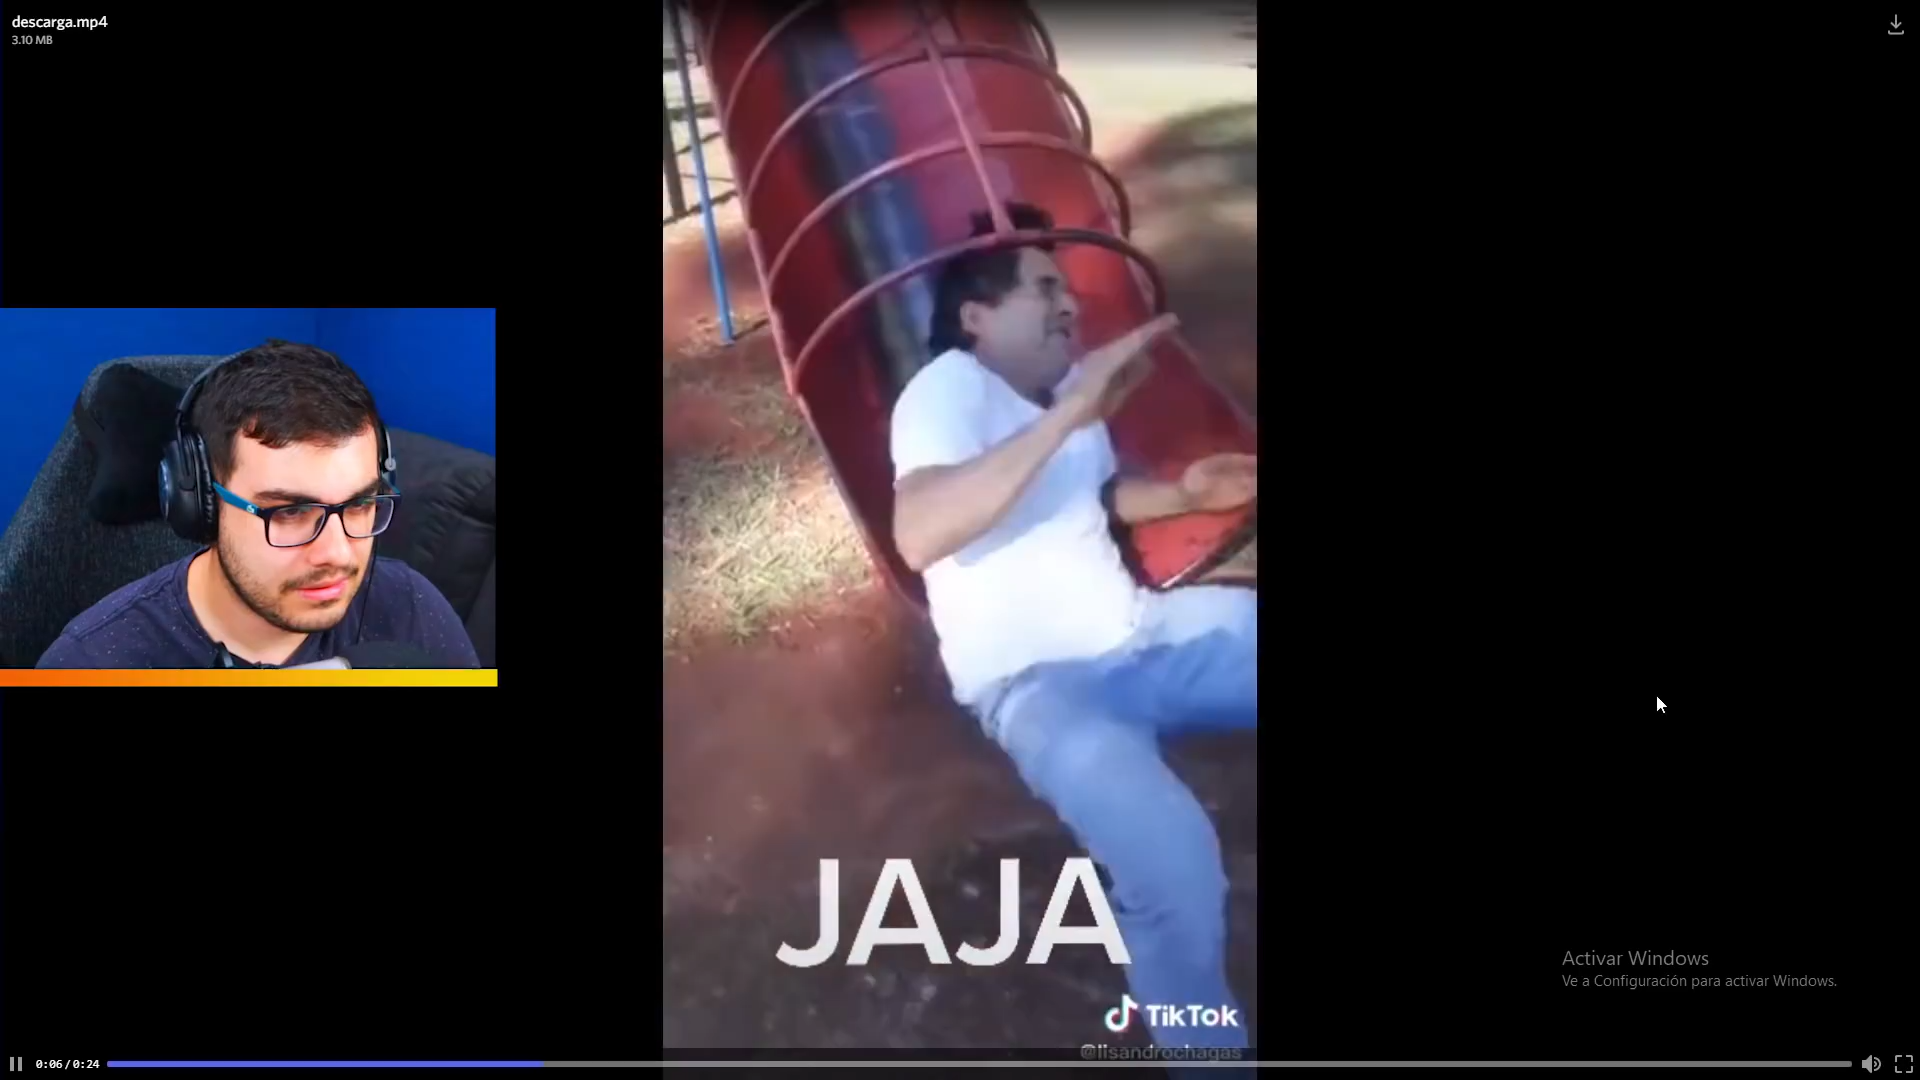 descarga.mp4
3.10 MB
JAJA
TikTok
@lisandrochagas
Activar Windows
Ve a Configuración para activar Windows.
0:06/0:24